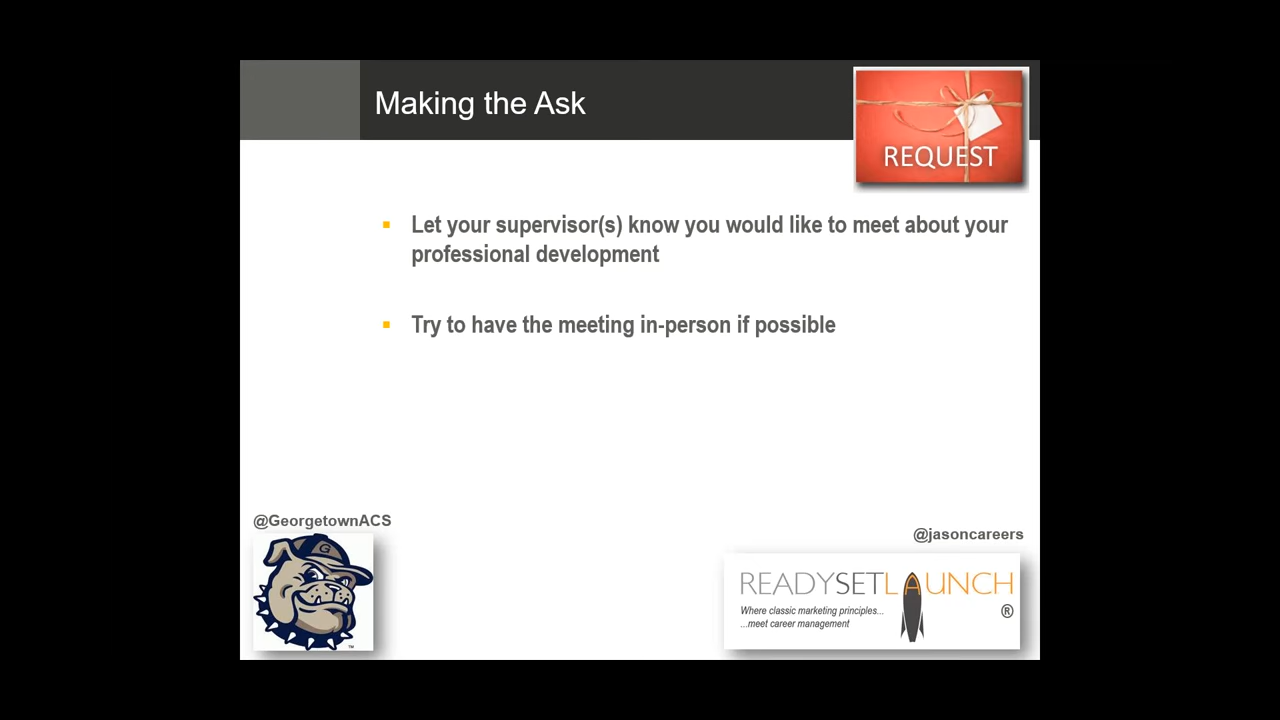 Making the Ask
REQUEST
Let your supervisor(s) know you would like to meet about your
professional development
Try to have the meeting in-person if possible
@GeorgetownACS
G
TM
@jasoncareers
READYSETLAUNCH
®
Where classic marketing principles...
...meet career management